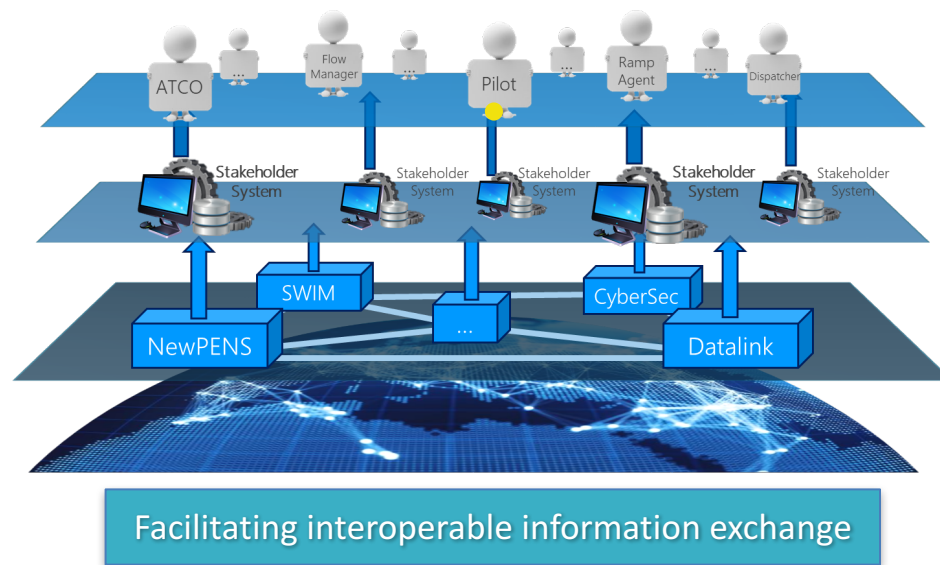 ATCO
...
Flow
Manager
...
Pilot
...
Ramp
Agent
...
Dispatcher
Stakeholder
System
Stakeholder
System
Stakeholder
System
Stakeholder
System
Stakeholder
System
SWIM
CyberSec
...
NewPENS
Datalink
Facilitating interoperable information exchange